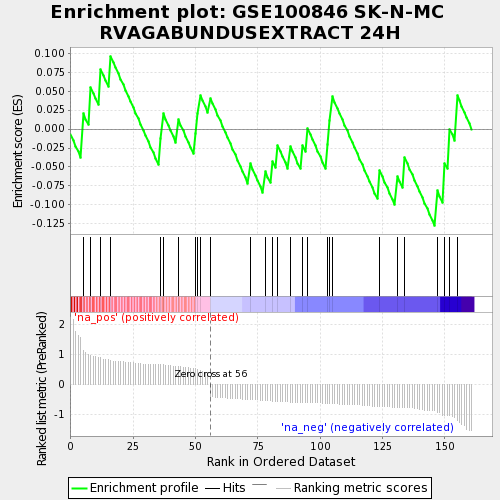 Enrichment plot: GSE100846 SK-N-MC
RVAGABUNDUSEXTRACT 24H
Enrichment score (ES)
0.100
0.075
0.050
0.025
0.000
-0.025
-0.050
-0.075
-0.100
-0.125
'na_pos' (positively correlated)
Ranked list metric (PreRanked)
2
1
0
-1
Zero cross at 56
'na_neg' (negatively correlated)
0
25
50
75
100
125
150
Rank in Ordered Dataset
Enrichment profile
Hits
Ranking metric scores